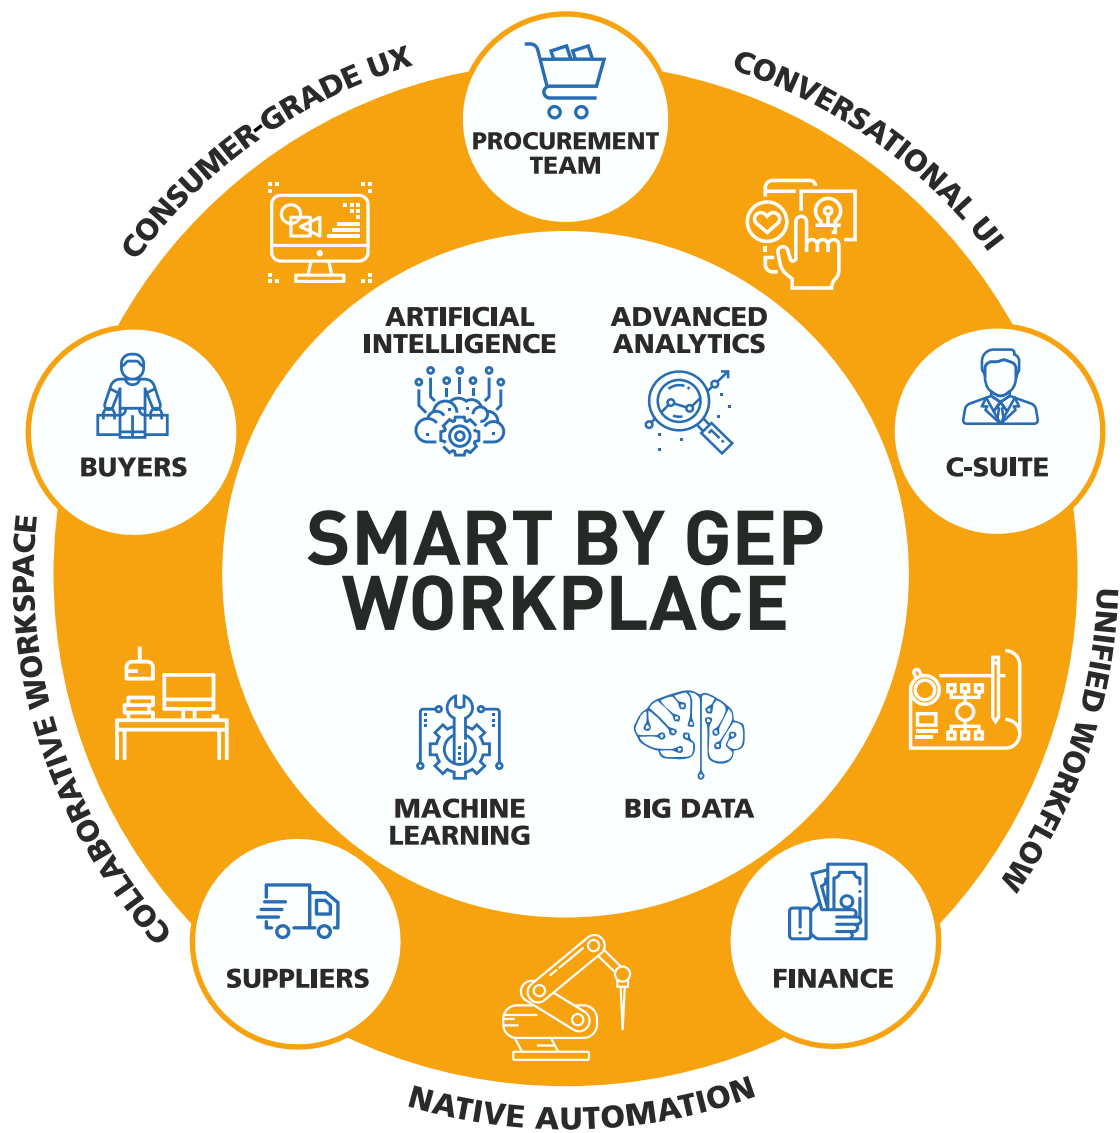 CONSUMER-GRADE UX
CONVERSATIONAL UI
PROCUREMENT
TEAM
ARTIFICIAL
INTELLIGENCE
ADVANCED
ANALYTICS
BUYERS
C-SUITE
SMART BY GEP
WORKPLACE
COLLABORATIVE WORKSPACE
UNIFIED WORKFLOW
MACHINE
LEARNING
BIG DATA
SUPPLIERS
FINANCE
NATIVE AUTOMATION